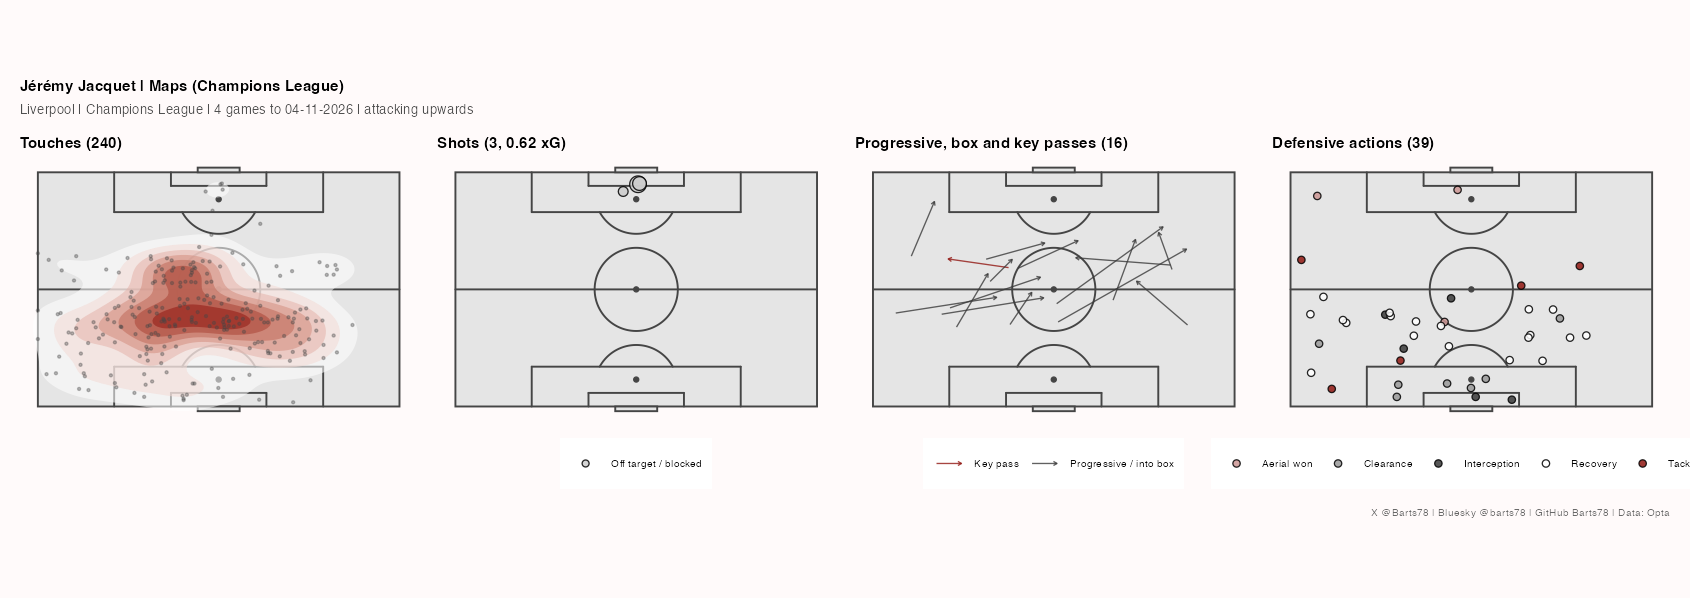 Jérémy Jacquet | Maps (Champions League)
Liverpool | Champions League | 4 games to 04-11-2026 | attacking upwards
Touches (240)
Shots (3, 0.62 xG)
Progressive, box and key passes (16)
Defensive actions (39)
Off target / blocked
Key pass
Progressive / into box
Aerial won
Clearance
Interception
Recovery
Tack
X @Barts78 | Bluesky @barts78 | GitHub Barts78 | Data: Opta